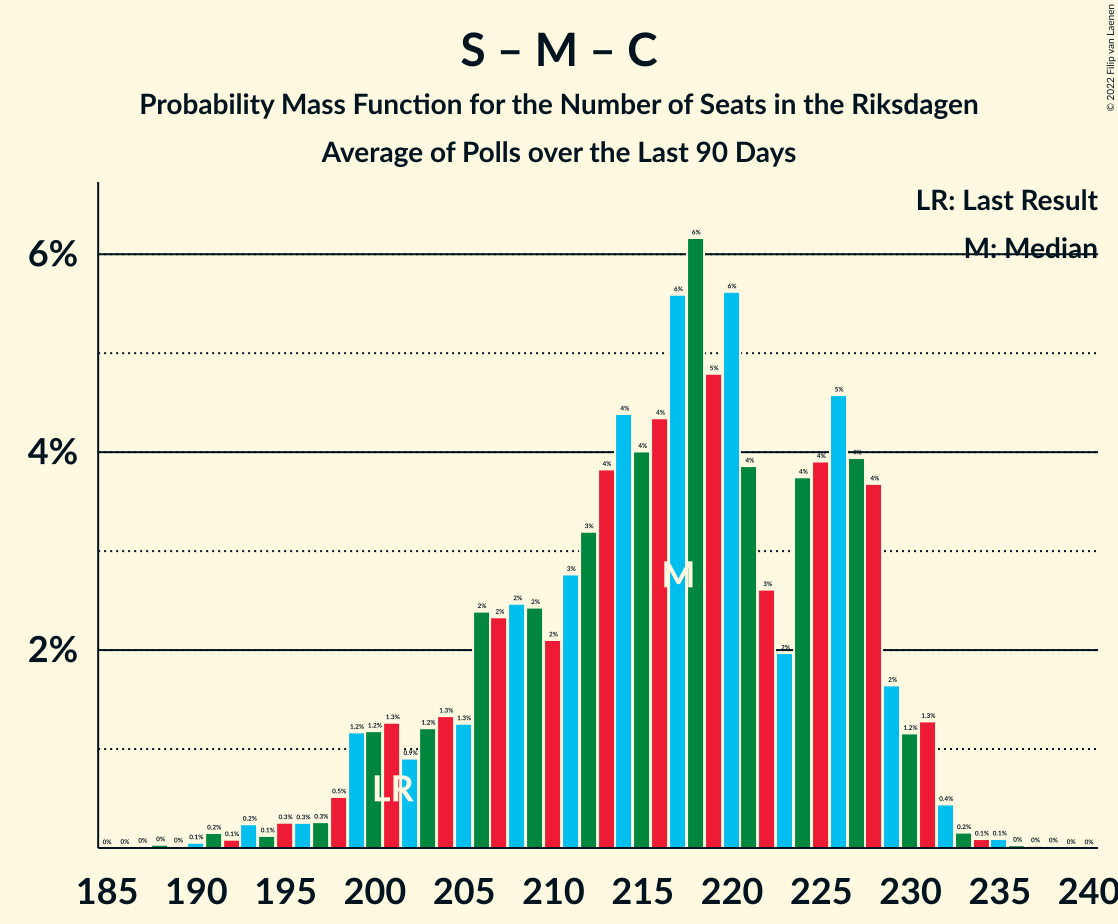 S – M – C
Probability Mass Function for the Number of Seats in the Riksdagen
Average of Polls over the Last 90 Days
© 2022 Filip van Laenen
LR: Last Result
M: Median
6%
4%
2%
0% 0% 0% 0% 0% 0.1% 0.2% 0.1% 0.2% 0.1% 0.3% 0.3% 0.3% 0.5% 1.2% 1.2% 1.3% 0.9% 1.2% 1.3% 1.3% 2% 2% 2% 2% 2% 3% 3% 4% 4% 4% 4% 6% 6% 5% 6% 4% 3% 2% 4% 4% 5% 4% 4% 2% 1.2% 1.3% 0.4% 0.2% 0.1% 0.1% 0% 0% 0% 0% 0%
M
LR
185 190 195 200 205 210 215 220 225 230 235 240